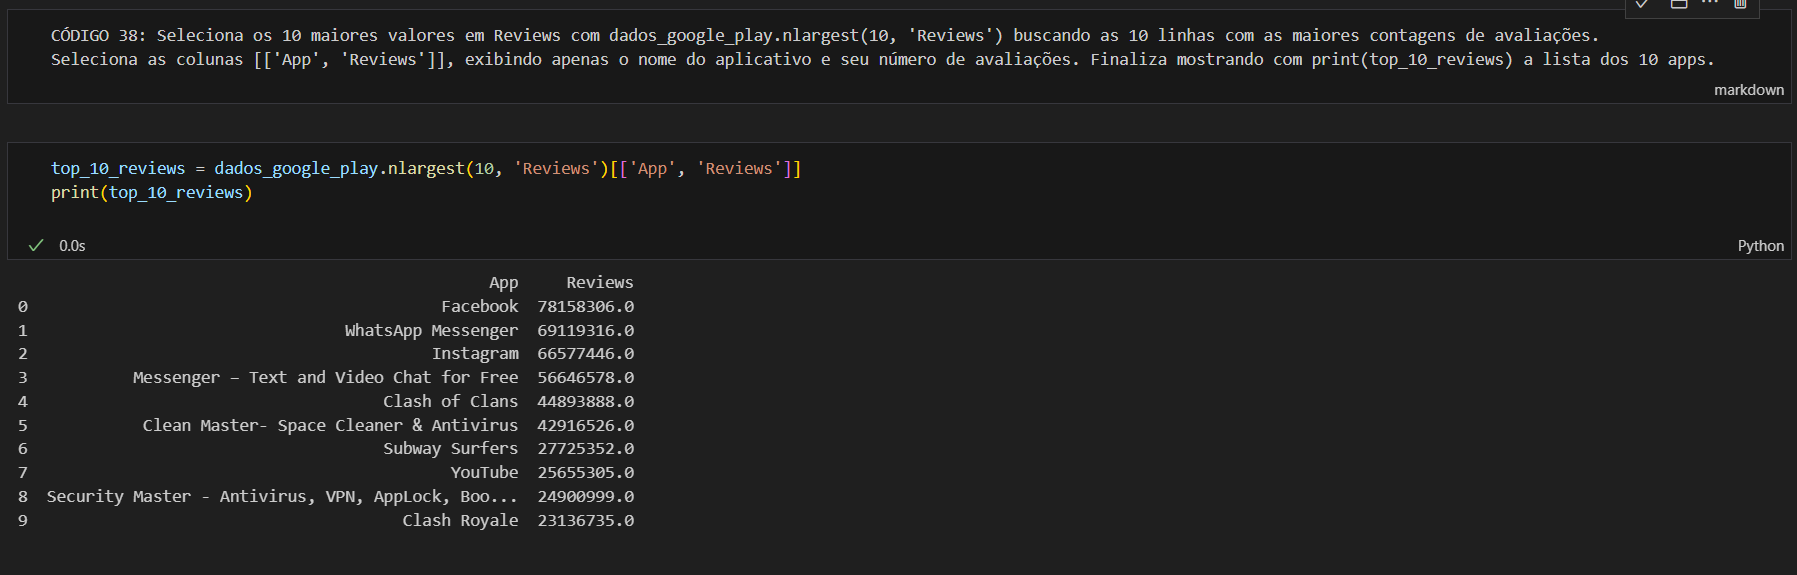 CÓDIGO 38: Seleciona os 10 maiores valores em Reviews com dados_google_play.nlargest(10, 'Reviews') buscando as 10 linhas com as maiores contagens de avaliações.
Seleciona as colunas [['App', 'Reviews']], exibindo apenas o nome do aplicativo e seu número de avaliações. Finaliza mostrando com print(top_10_reviews) a lista dos 10 apps.
markdown
top_10_reviews = dados_google_play.nlargest(10, 'Reviews')[['App', 'Reviews']]
print(top_10_reviews)
0.0s
Python
App Reviews
0 Facebook 78158306.0
1 WhatsApp Messenger 69119316.0
2 Instagram 66577446.0
3 Messenger – Text and Video Chat for Free 56646578.0
4 Clash of Clans 44893888.0
5 Clean Master- Space Cleaner & Antivirus 42916526.0
6 Subway Surfers 27725352.0
7 YouTube 25655305.0
8 Security Master - Antivirus, VPN, AppLock, Boo... 24900999.0
9 Clash Royale 23136735.0